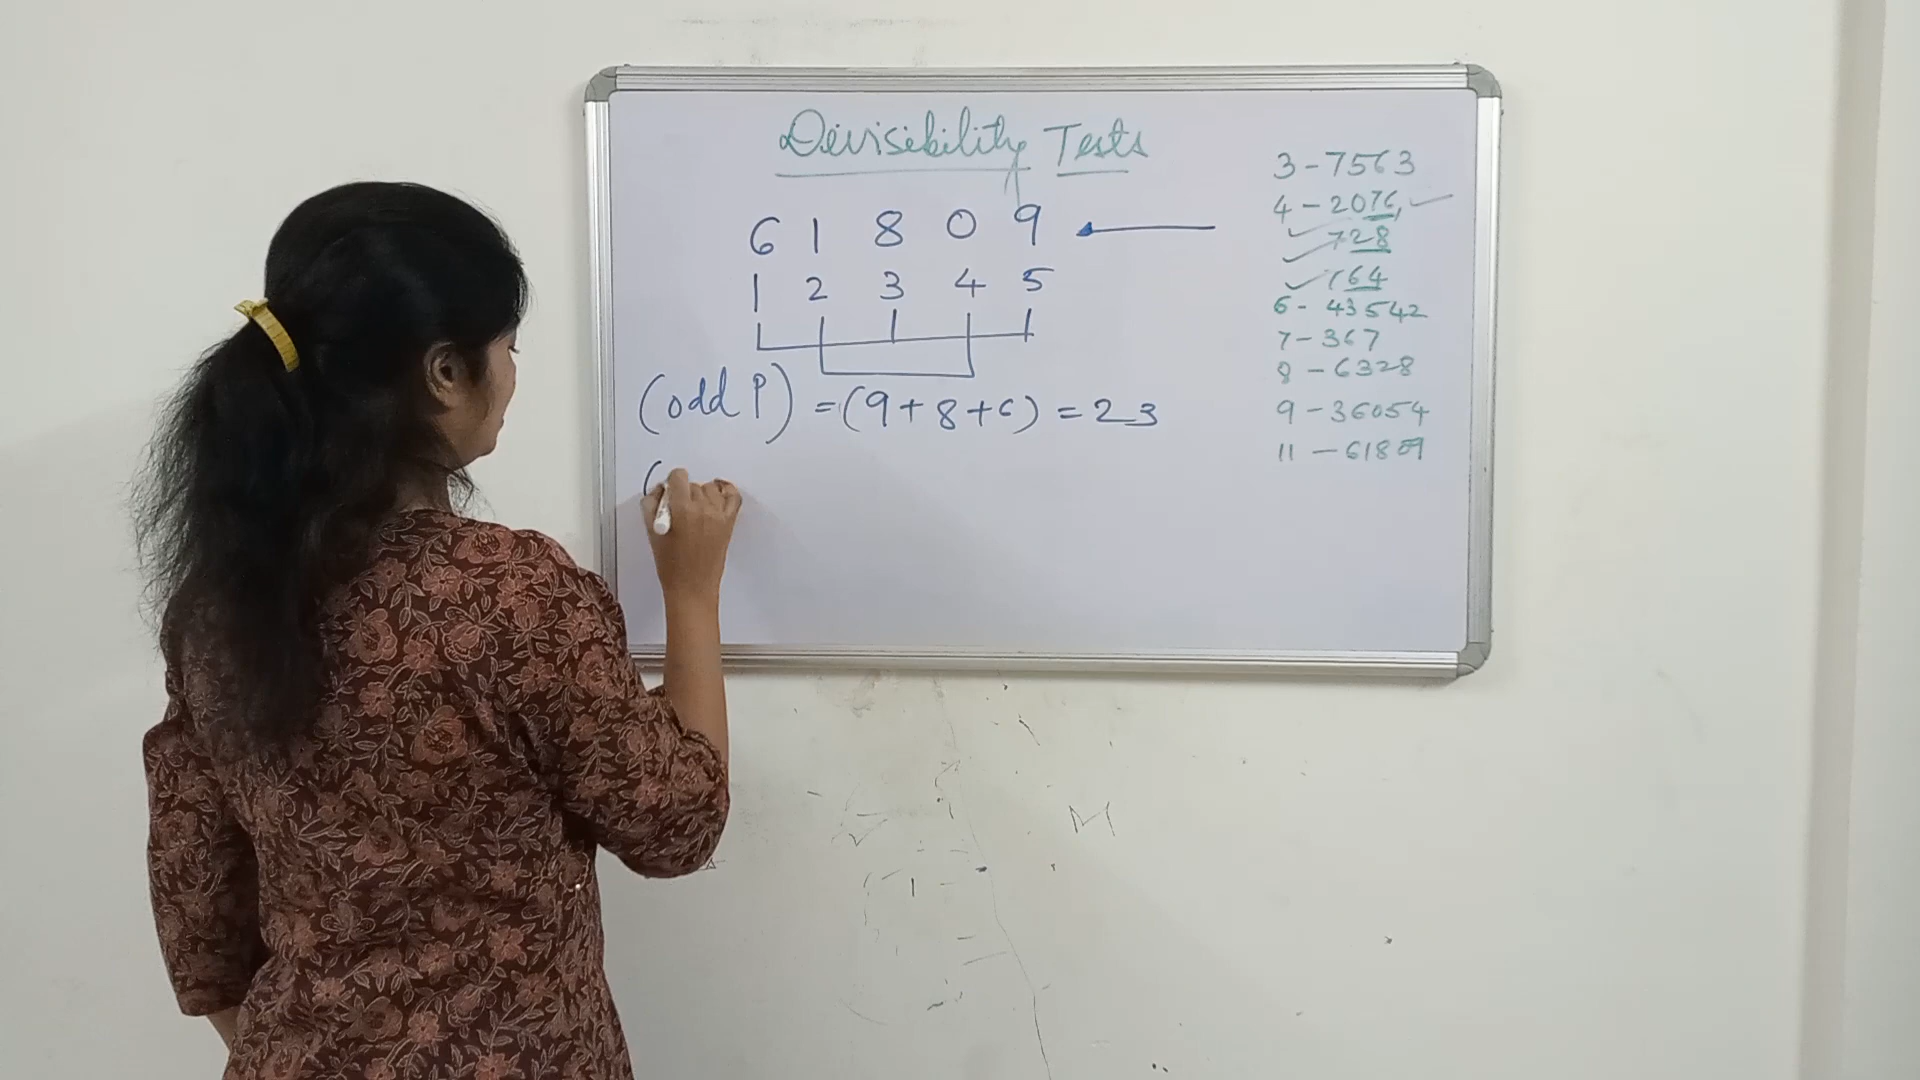 Divisibility Tests
6 1 8 0 9
1 2 3 4 5
(odd P) = (9+8+6) = 23
(
3-7563
4-2076,
728
164
6- 43542
7-367
8-6328
9-36054
11-61809
M